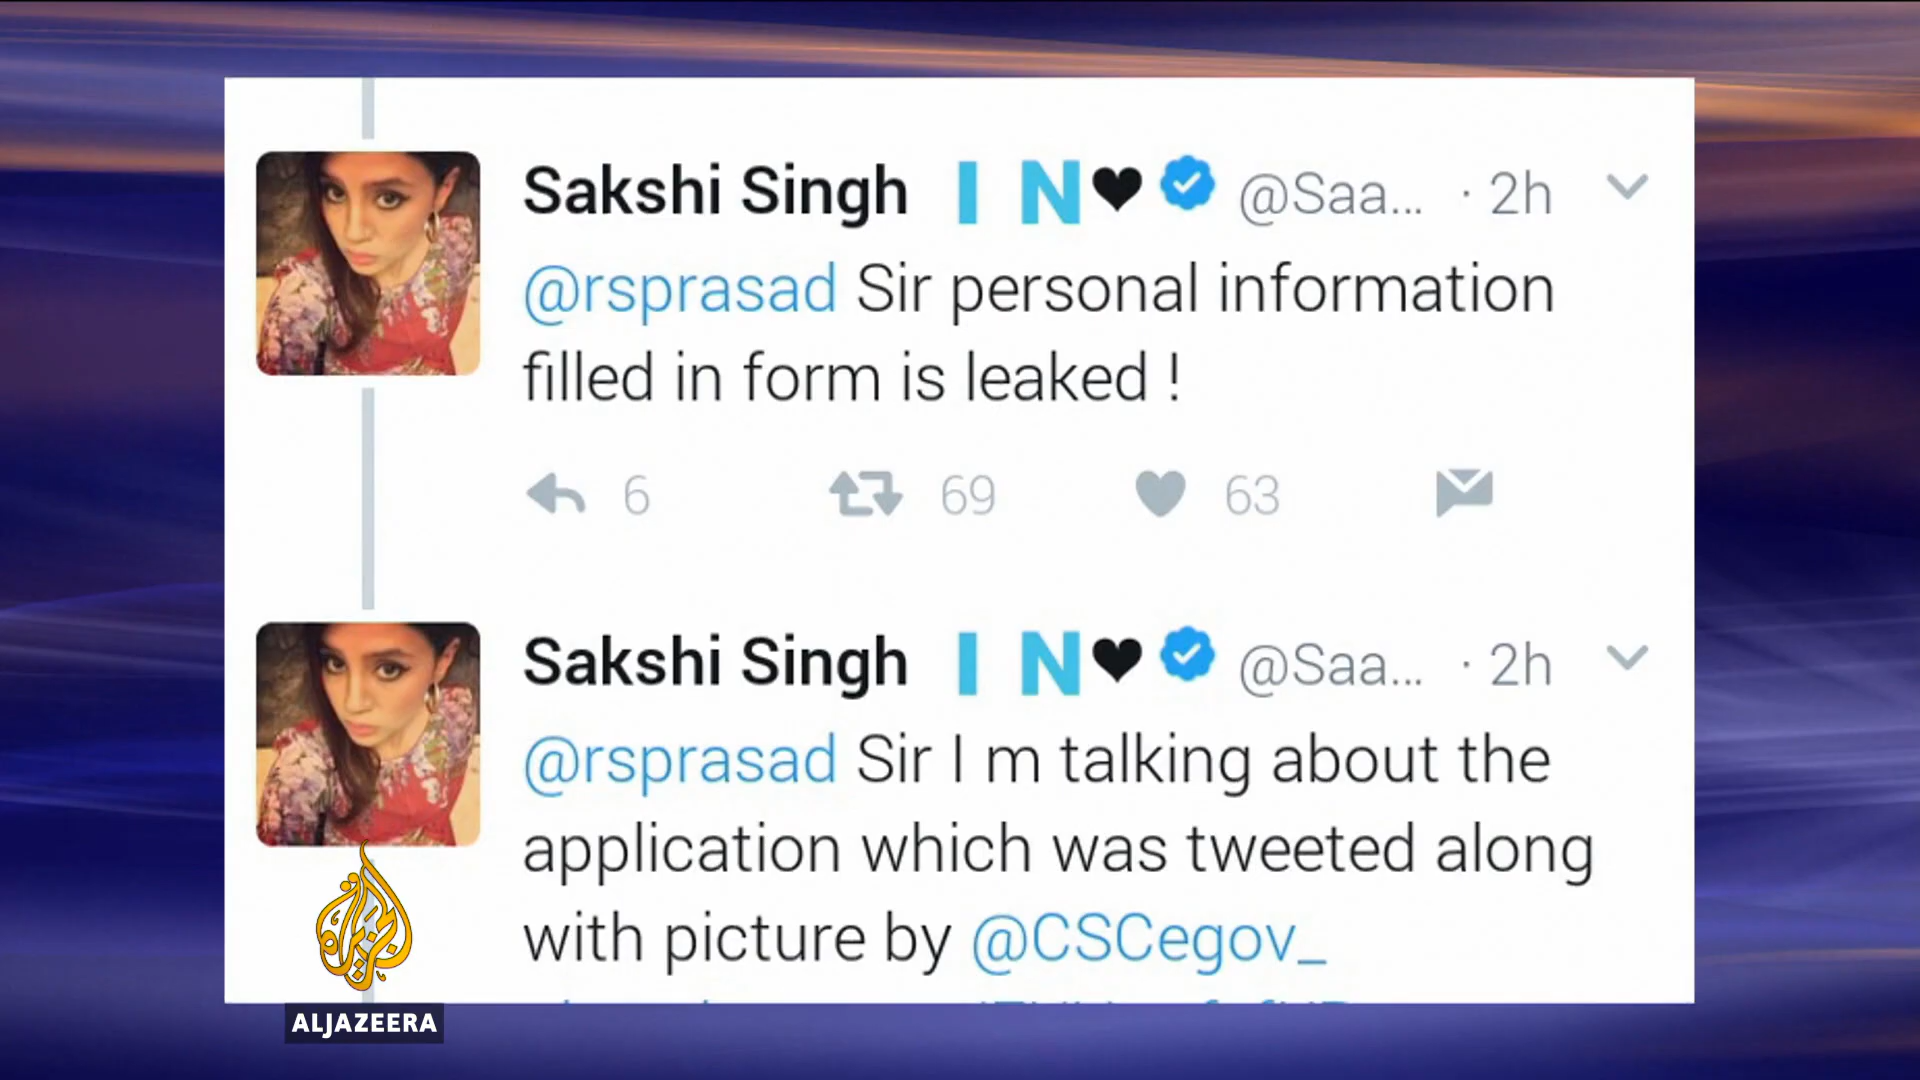 Sakshi Singh I N♥ @Saa... · 2h
@rsprasad Sir personal information
filled in form is leaked !
6 69 63
Sakshi Singh I N♥ @Saa... · 2h
@rsprasad Sir I m talking about the
application which was tweeted along
with picture by @CSCegov_
الجزيرة
ALJAZEERA